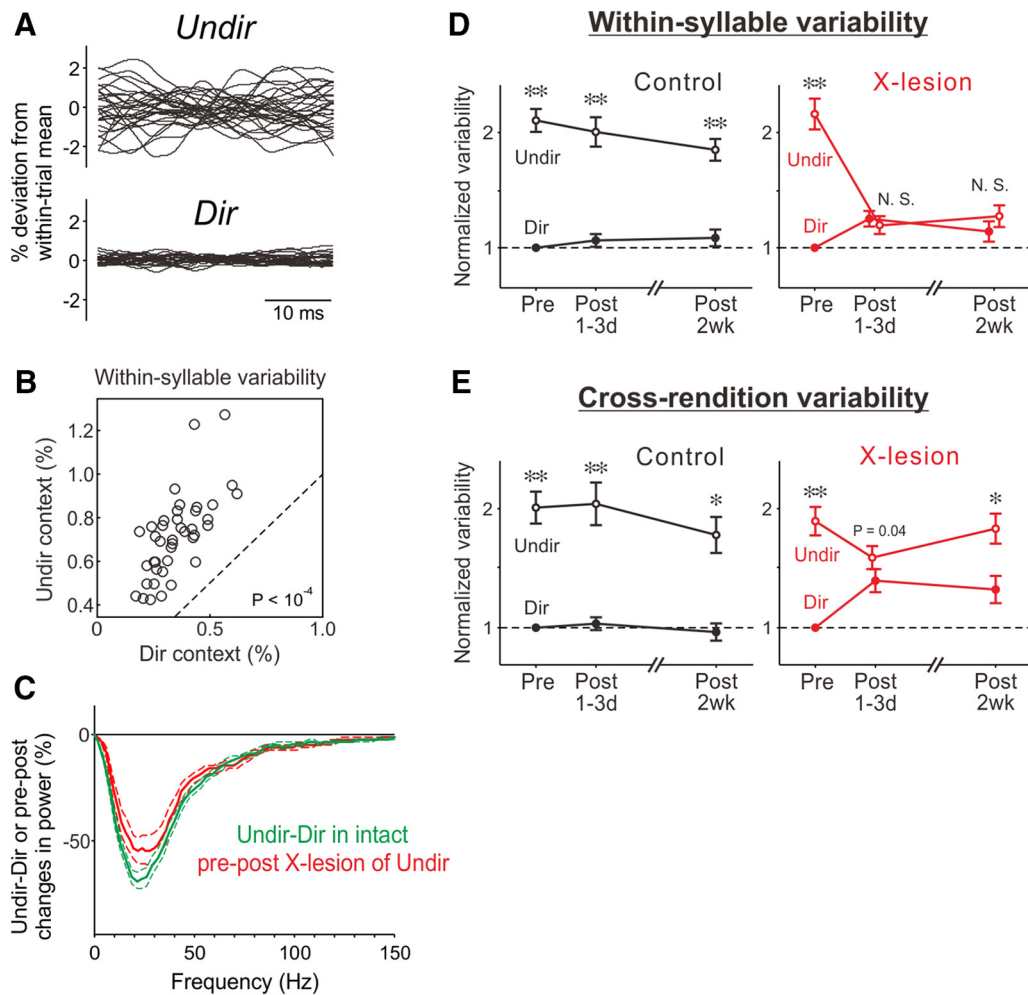 A
Undir
% deviation from
within-trial mean
2
0
-2
Dir
2
0
-2
10 ms
B
Within-syllable variability
Undir context (%)
1.2
1.0
0.8
0.6
0.4
P < 10⁻⁴
0
0.5
1.0
Dir context (%)
C
Undir-Dir or pre-post
changes in power (%)
0
-50
Undir-Dir in intact
pre-post X-lesion of Undir
0
50
100
150
Frequency (Hz)
D
Within-syllable variability
Normalized variability
Control
2
1
**
**
**
Undir
Dir
Pre
Post
1-3d
//
Post
2wk
X-lesion
2
1
**
Undir
N. S.
N. S.
Dir
Pre
Post
1-3d
//
Post
2wk
E
Cross-rendition variability
Normalized variability
Control
2
1
**
**
*
Undir
Dir
Pre
Post
1-3d
//
Post
2wk
X-lesion
2
1
**
P = 0.04
*
Undir
Dir
Pre
Post
1-3d
//
Post
2wk